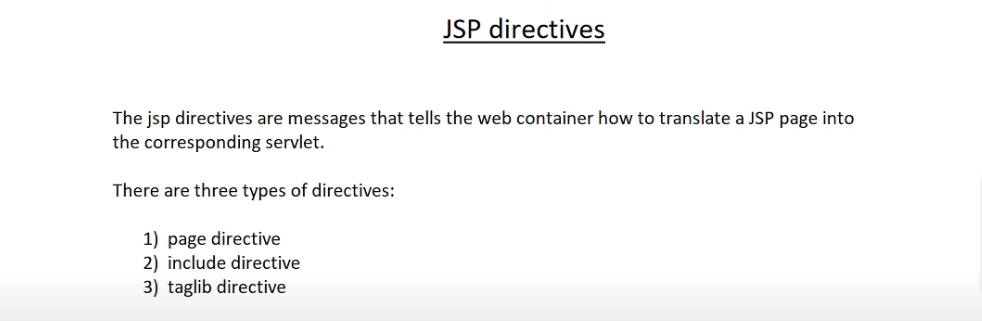 JSP directives
The jsp directives are messages that tells the web container how to translate a JSP page into
the corresponding servlet.
There are three types of directives:
1) page directive
2) include directive
3) taglib directive